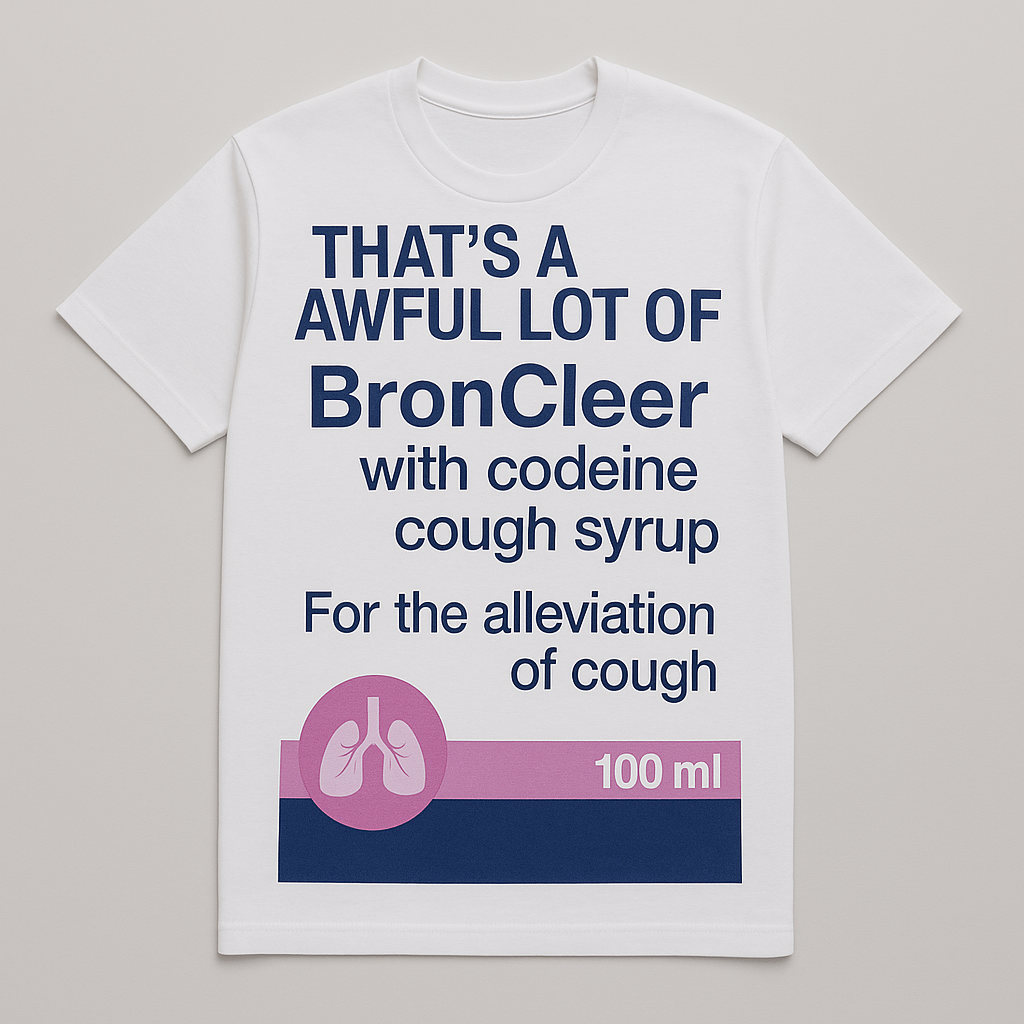 THAT'S A
AWFUL LOT OF
BronCleer
with codeine
cough syrup
For the alleviation
of cough
100 ml